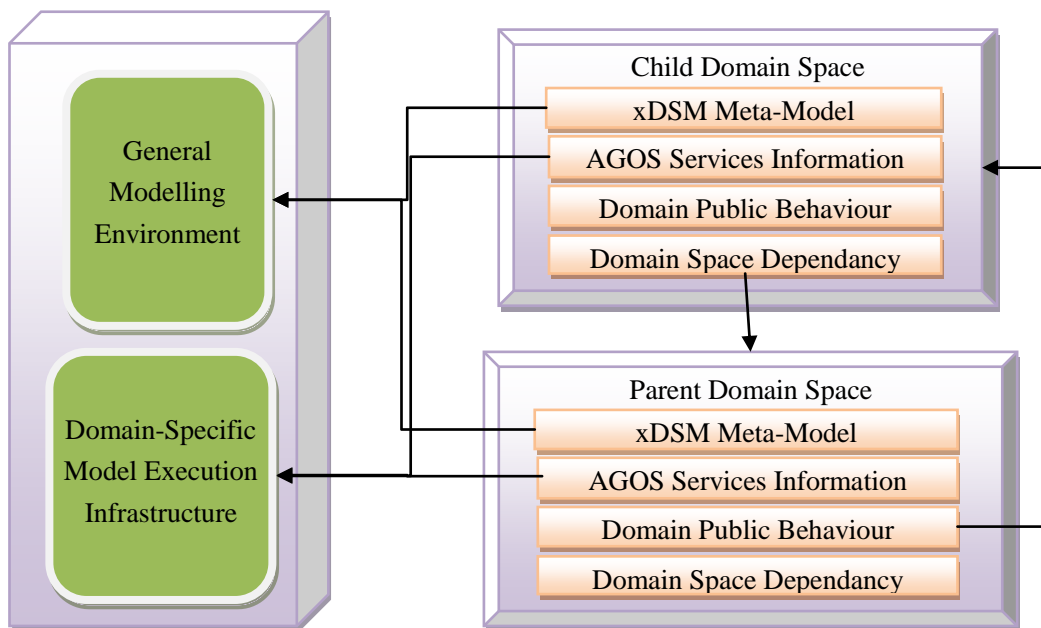 General
Modelling
Environment
Domain-Specific
Model Execution
Infrastructure
Child Domain Space
xDSM Meta-Model
AGOS Services Information
Domain Public Behaviour
Domain Space Dependancy
Parent Domain Space
xDSM Meta-Model
AGOS Services Information
Domain Public Behaviour
Domain Space Dependancy